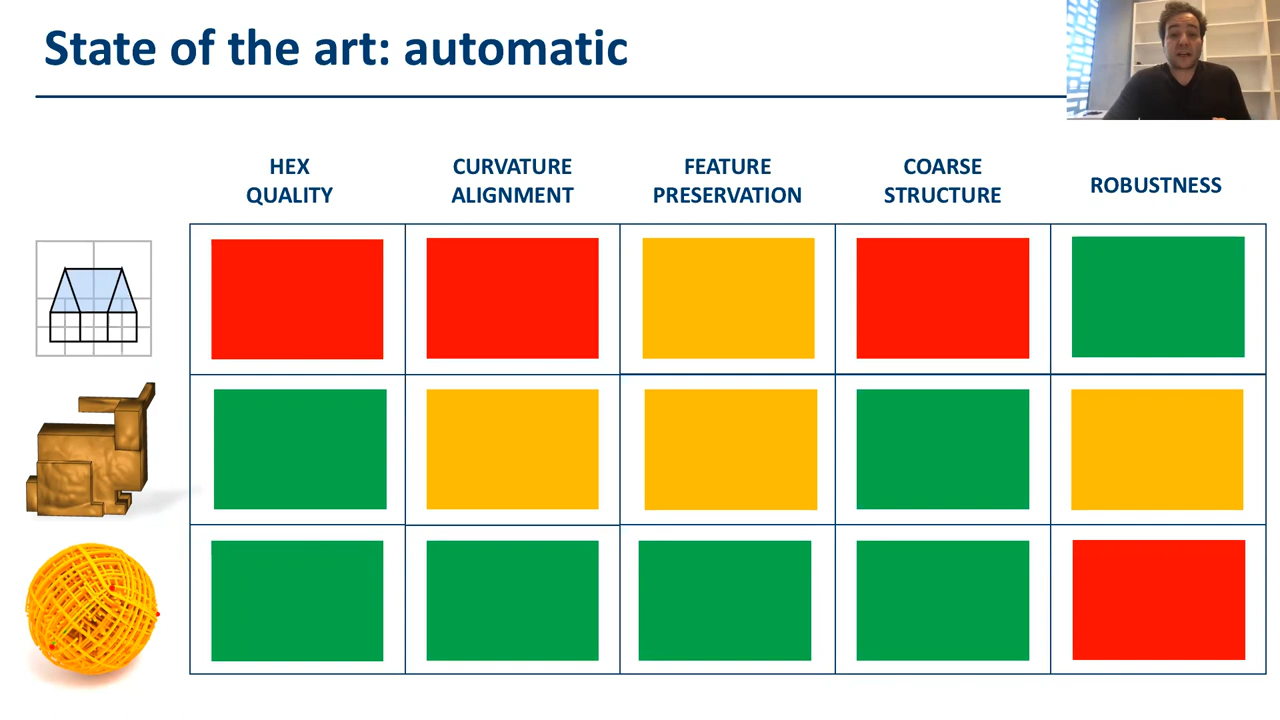 State of the art: automatic
HEX
QUALITY
CURVATURE
ALIGNMENT
FEATURE
PRESERVATION
COARSE
STRUCTURE
ROBUSTNESS